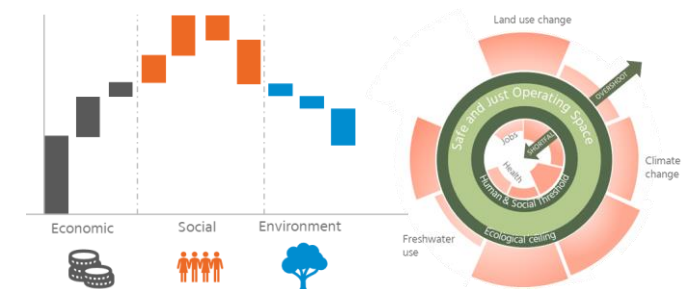 Economic
Social
Environment
Land use change
OVERSHOOT
Safe and Just Operating Space
Jobs
SHORTFAL
Health
Human & Social Threshold
Ecological ceiling
Climate
change
Freshwater
use